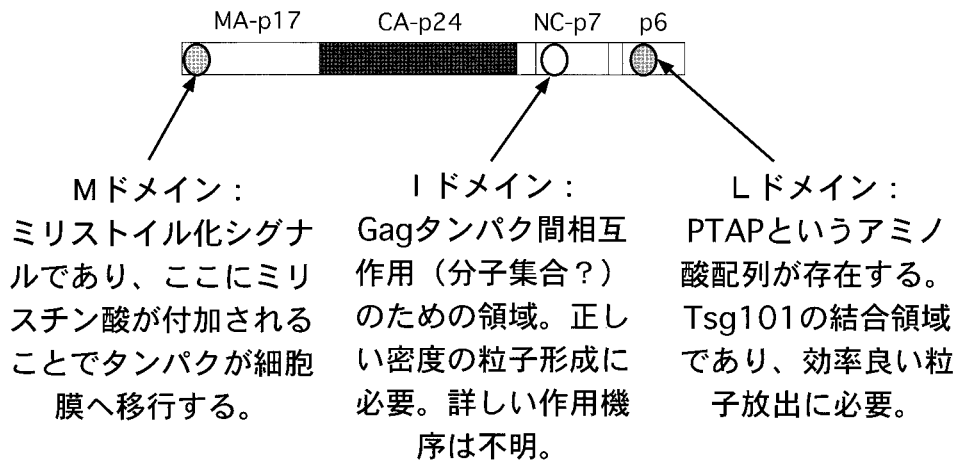 MA-p17 CA-p24 NC-p7 p6
Mドメイン：
ミリストイル化シグナ
ルであり、ここにミリ
スチン酸が付加される
ことでタンパクが細胞
膜へ移行する。
Iドメイン：
Gagタンパク間相互
作用（分子集合？）
のための領域。正し
い密度の粒子形成に
必要。詳しい作用機
序は不明。
Lドメイン：
PTAPというアミノ
酸配列が存在する。
Tsg101の結合領域
であり、効率良い粒
子放出に必要。